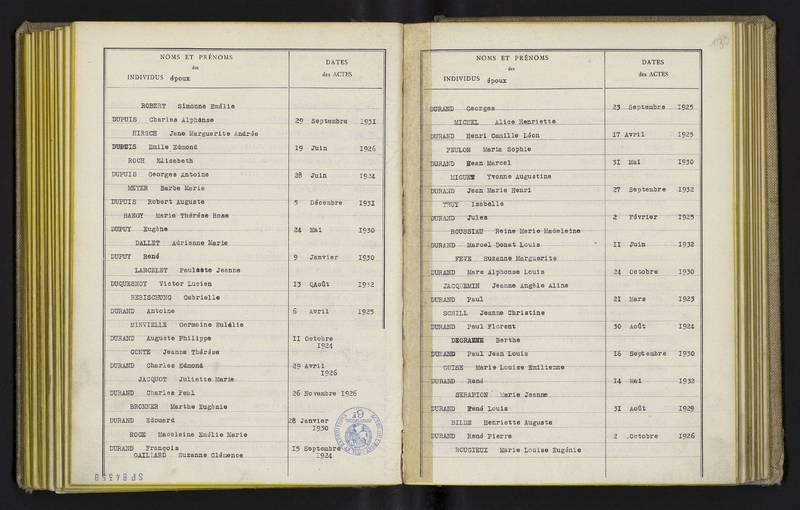 NOMS ET PRÉNOMS
des
INDIVIDUS époux
DATES
des ACTES
ROBERT Simonne Emélie
DUPUIS Charles Alphônse 29 Septembre 1931
HIRSCH Jane Marguerite Andrée
DUPUIS Emile Edmond 19 Juin 1926
ROCH Elisabeth
DUPUIS Georges Antoine 28 Juin 1924
MEYER Barbe Marie
DUPUIS Robert Auguste 5 Décembre 1931
HAEGY Marie Thérèse Rose
DUPUY Eugène 24 Mai 1930
DALLET Adrienne Marie
DUPUY René 9 Janvier 1930
LARCELET Paulette Jeanne
DUQUESNOY Victor Lucien 13 Août 1932
REBISCHUNG Gabrielle
DURAND Antoine 6 Avril 1925
MINVIELLE Germaine Eulélie
DURAND Auguste Philippe 11 Octobre
1924
CONTE Jeanne Thérèse
DURAND Charles Edmond 29 Avril
1926
JACQUOT Juliette Marie
DURAND Charles Paul 26 Novembre 1926
BRONNER Marthe Eugénie
DURAND Edouard 28 Janvier
1930
ROGE Madeleine Emélie Marie
DURAND François 15 Septembre
GAILLARD Suzanne Clémence 1924
NOMS ET PRÉNOMS
des
INDIVIDUS époux
DATES
des ACTES
DURAND Georges 23 Septembre 1925
MICHEL Alice Henriette
DURAND Henri Camille Léon 17 Avril 1925
PEULON Maria Sophie
DURAND Jean Marcel 31 Mai 1930
MIGUET Yvonne Augustine
DURAND Jean Marie Henri 27 Septembre 1932
TRUY Isabelle
DURAND Jules 2 Février 1925
ROUSSIAU Reine Marie Madeleine
DURAND Marcel Donat Louis 11 Juin 1932
FEVE Suzanne Marguerite
DURAND Marc Alphonse Louis 24 Octobre 1930
JACQUEMIN Jeanne Angèle Aline
DURAND Paul 21 Mars 1923
SCHILL Jeanne Christine
DURAND Paul Florent 30 Août 1924
Berthe
DURAND Paul Jean Louis 16 Septembre 1930
GUISE Marie Louise Emilienne
DURAND René 14 Mai 1932
SERAPION Marie Jeanne
DURAND René Louis 31 Août 1929
BILDE Henriette Augusta
DURAND René Pierre 2 Octobre 1926
ROUGIEUX Marie Louise Eugénie